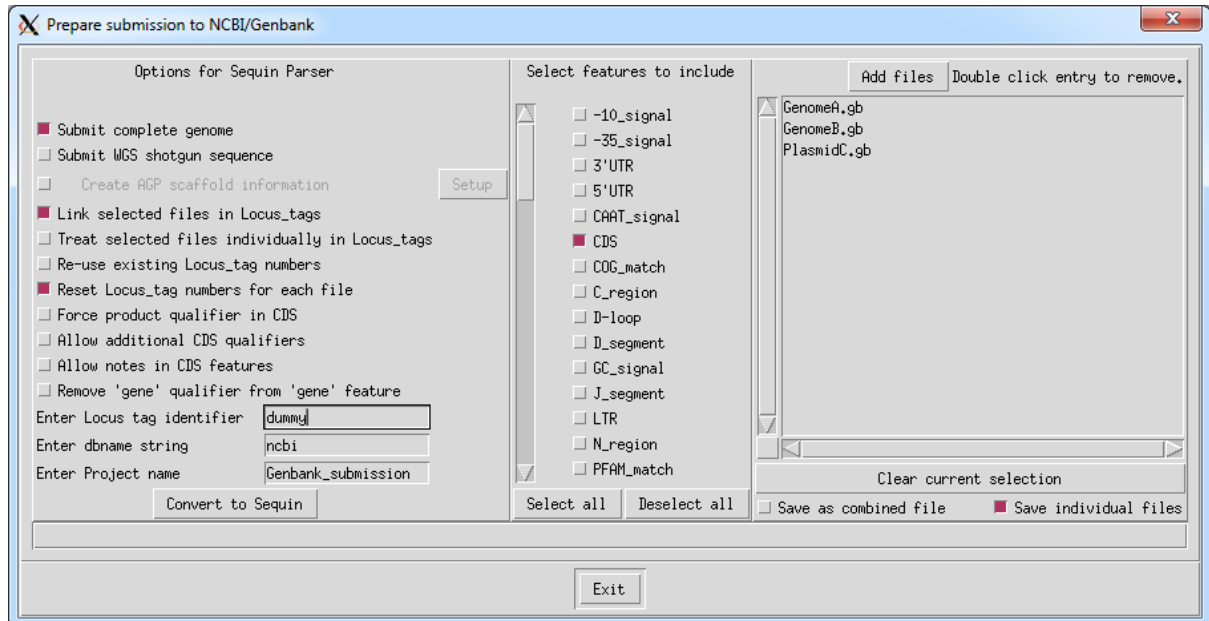 Prepare submission to NCBI/Genbank
Options for Sequin Parser
Submit complete genome
Submit WGS shotgun sequence
Create AGP scaffold information
Setup
Link selected files in Locus_tags
Treat selected files individually in Locus_tags
Re-use existing Locus_tag numbers
Reset Locus_tag numbers for each file
Force product qualifier in CDS
Allow additional CDS qualifiers
Allow notes in CDS features
Remove 'gene' qualifier from 'gene' feature
Enter Locus tag identifier dummy
Enter dbname string ncbi
Enter Project name Genbank_submission
Convert to Sequin
Select features to include
-10_signal
-35_signal
3'UTR
5'UTR
CAAT_signal
CDS
COG_match
C_region
D-loop
D_segment
GC_signal
J_segment
LTR
N_region
PFAM_match
Select all
Deselect all
Add files
Double click entry to remove.
GenomeA.gb
GenomeB.gb
PlasmidC.gb
Clear current selection
Save as combined file
Save individual files
Exit